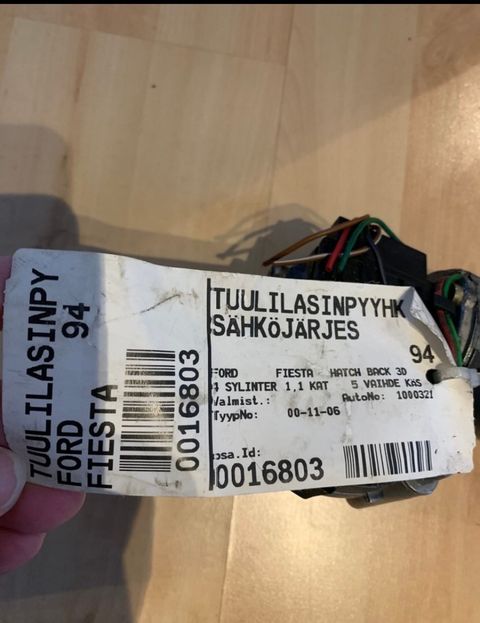 TUULILASINPY
94
FORD
FIESTA
0016803
TUULILASINPYYHK
SÄHKÖJÄRJES
94
FORD FIESTA HATCH BACK 3D
4 SYLINTER 1,1 KAT 5 VAIHDE KÄS
Valmist.: AutoNo: 1000321
TyypNo: 00-11-06
osa.Id:
0016803